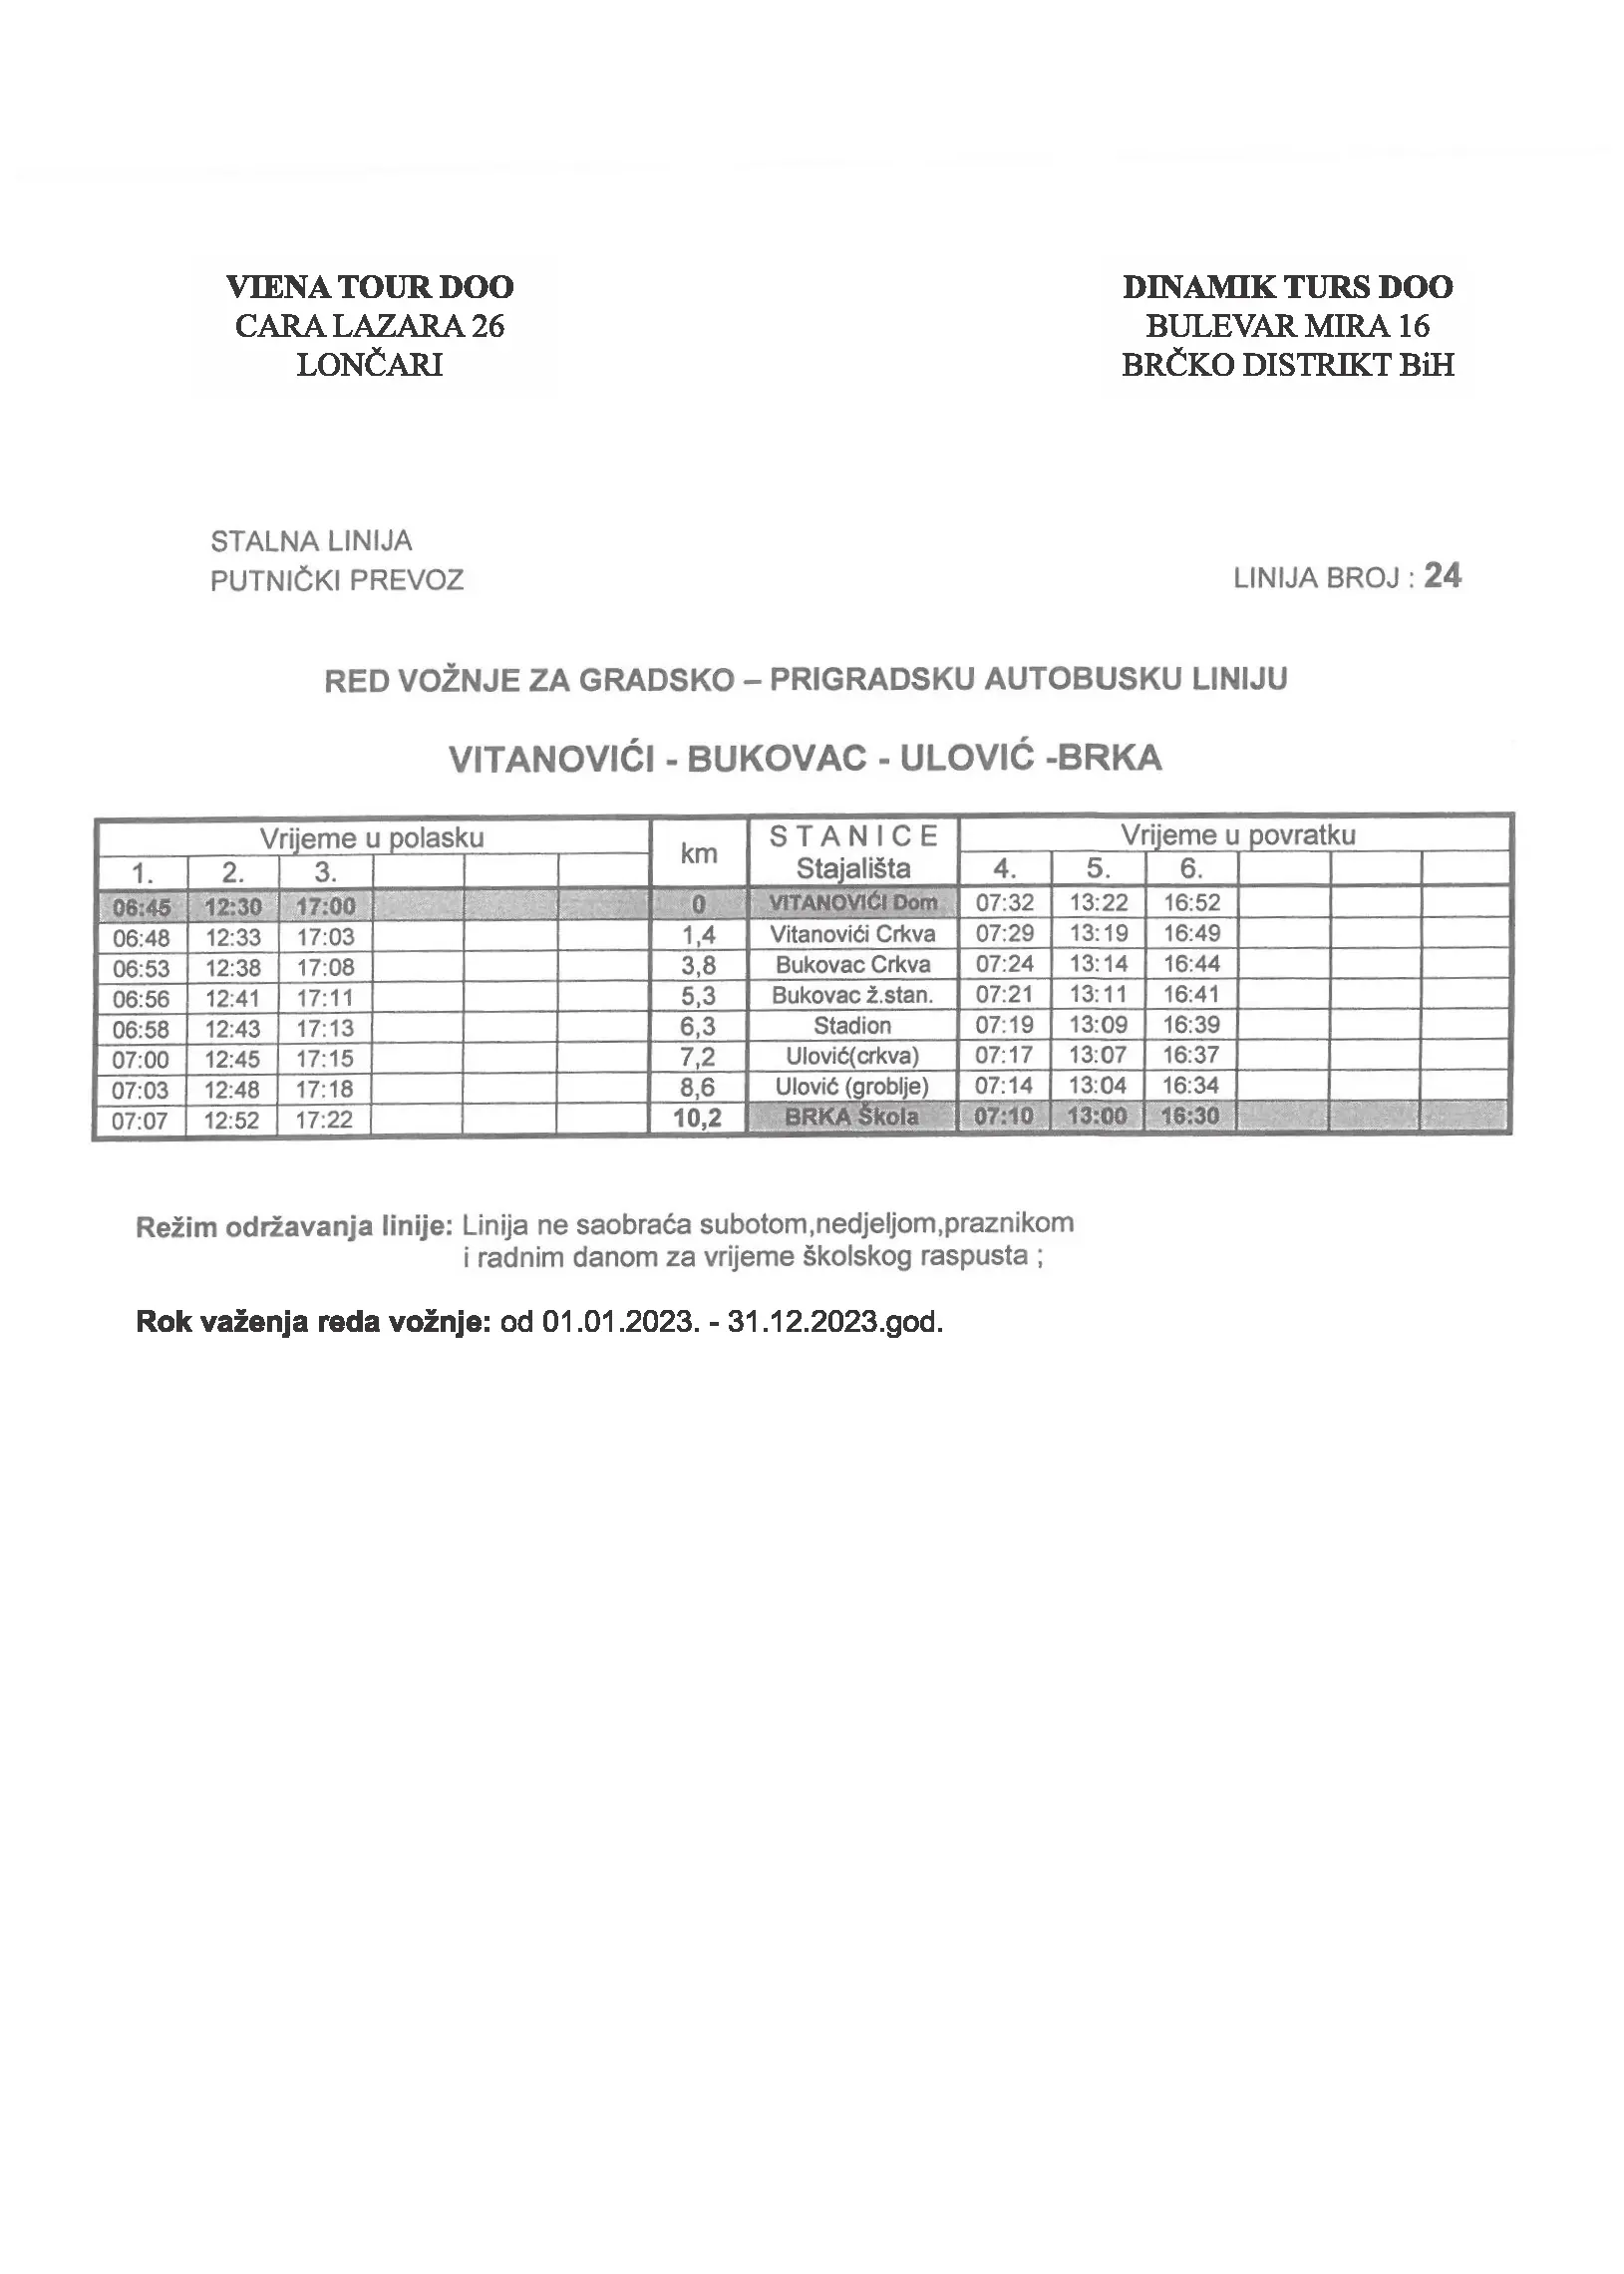 VIENA TOUR DOO
CARA LAZARA 26
LONČARI
DINAMIK TURS DOO
BULEVAR MIRA 16
BRČKO DISTRIKT BiH
STALNA LINIJA
PUTNIČKI PREVOZ
LINIJA BROJ : 24
RED VOŽNJE ZA GRADSKO – PRIGRADSKU AUTOBUSKU LINIJU
VITANOVIĆI - BUKOVAC - ULOVIĆ -BRKA
Vrijeme u polasku km STANICE Stajališta Vrijeme u povratku
1. 2. 3. 4. 5. 6.
06:45 12:30 17:00 0 VITANOVIĆI Dom 07:32 13:22 16:52
06:48 12:33 17:03 1,4 Vitanovići Crkva 07:29 13:19 16:49
06:53 12:38 17:08 3,8 Bukovac Crkva 07:24 13:14 16:44
06:56 12:41 17:11 5,3 Bukovac ž.stan. 07:21 13:11 16:41
06:58 12:43 17:13 6,3 Stadion 07:19 13:09 16:39
07:00 12:45 17:15 7,2 Ulović(crkva) 07:17 13:07 16:37
07:03 12:48 17:18 8,6 Ulović (groblje) 07:14 13:04 16:34
07:07 12:52 17:22 10,2 BRKA Škola 07:10 13:00 16:30
Režim održavanja linije: Linija ne saobraća subotom,nedjeljom,praznikom
i radnim danom za vrijeme školskog raspusta ;
Rok važenja reda vožnje: od 01.01.2023. - 31.12.2023.god.